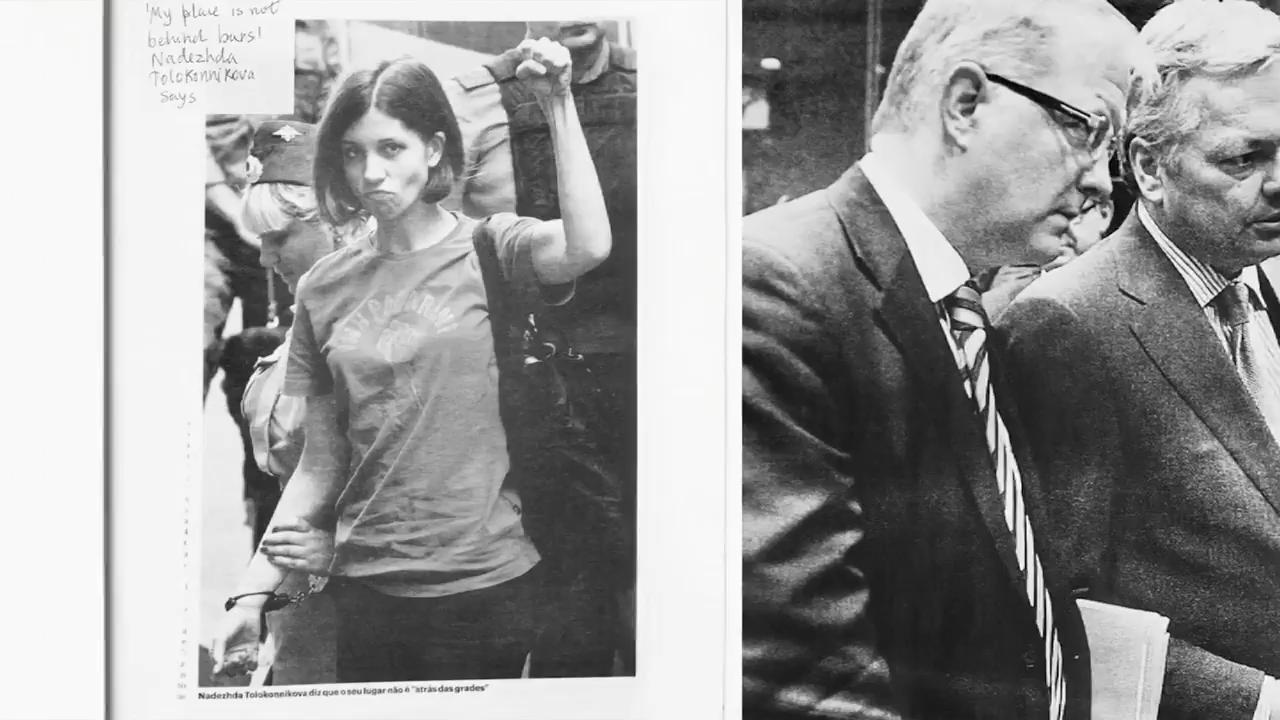 'My place is not
behind bars!
Nadezhda
Tolokonnikova
says
Nadezhda Tolokonnikova diz que o seu lugar não é "atrás das grades"